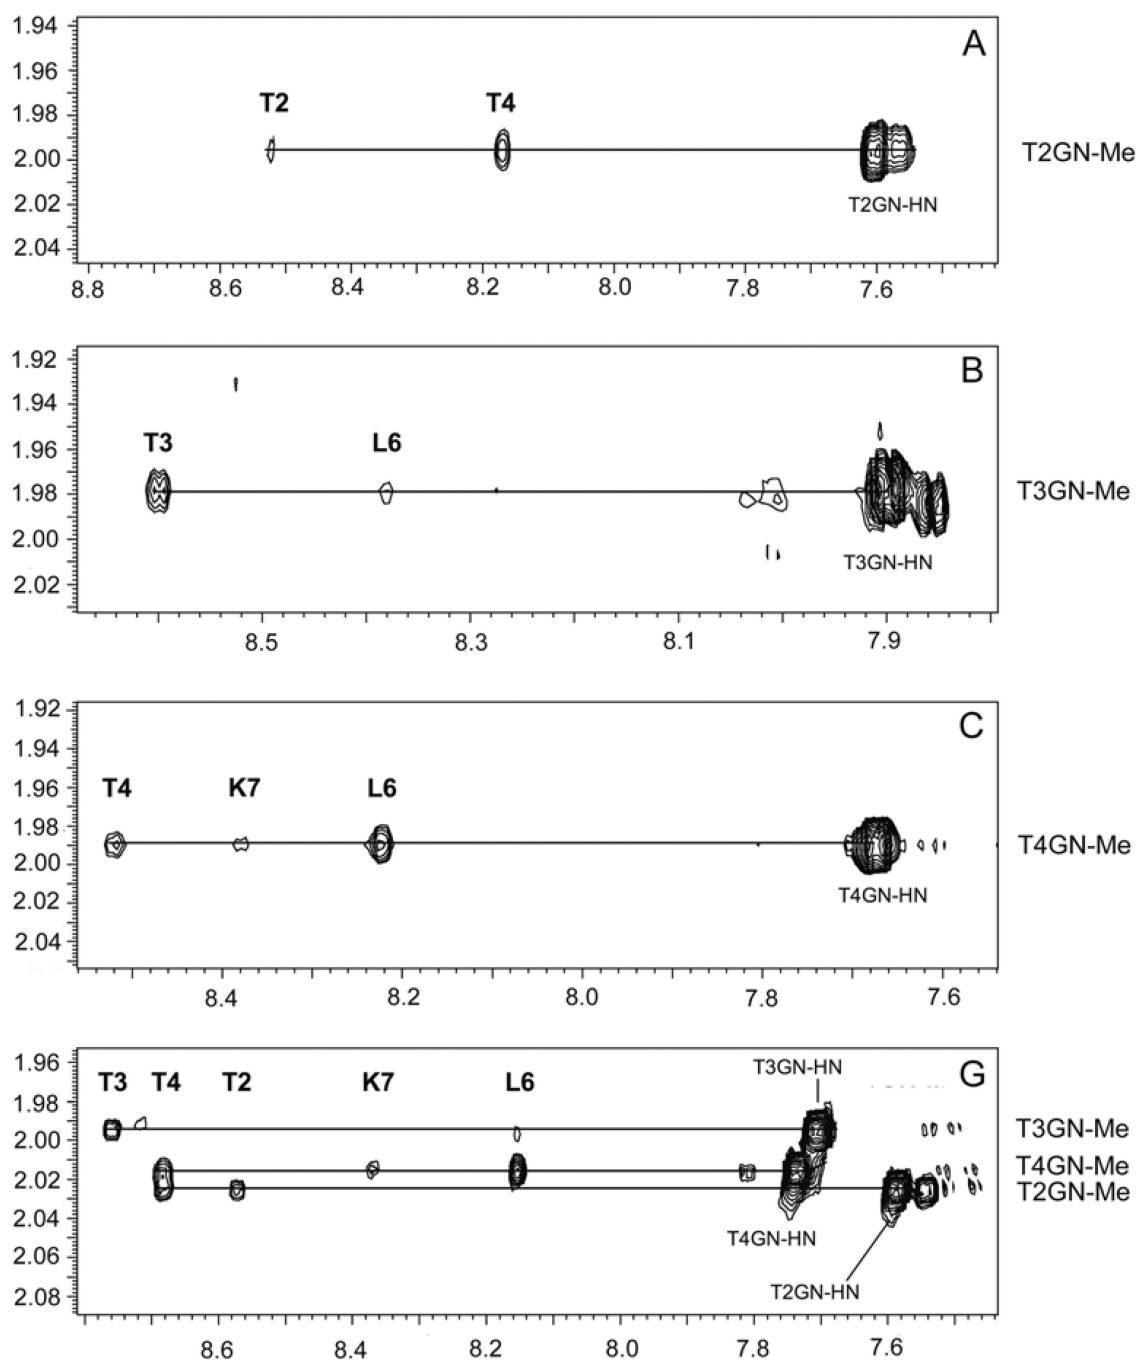 A
1.94
1.96
1.98
2.00
2.02
2.04
T2
T4
T2GN-HN
T2GN-Me
8.8
8.6
8.4
8.2
8.0
7.8
7.6
B
1.92
1.94
1.96
1.98
2.00
2.02
T3
L6
T3GN-HN
T3GN-Me
8.5
8.3
8.1
7.9
C
1.92
1.94
1.96
1.98
2.00
2.02
2.04
T4
K7
L6
T4GN-HN
T4GN-Me
8.4
8.2
8.0
7.8
7.6
G
1.96
1.98
2.00
2.02
2.04
2.06
2.08
T3
T4
T2
K7
L6
T3GN-HN
T4GN-HN
T2GN-HN
T3GN-Me
T4GN-Me
T2GN-Me
8.6
8.4
8.2
8.0
7.8
7.6